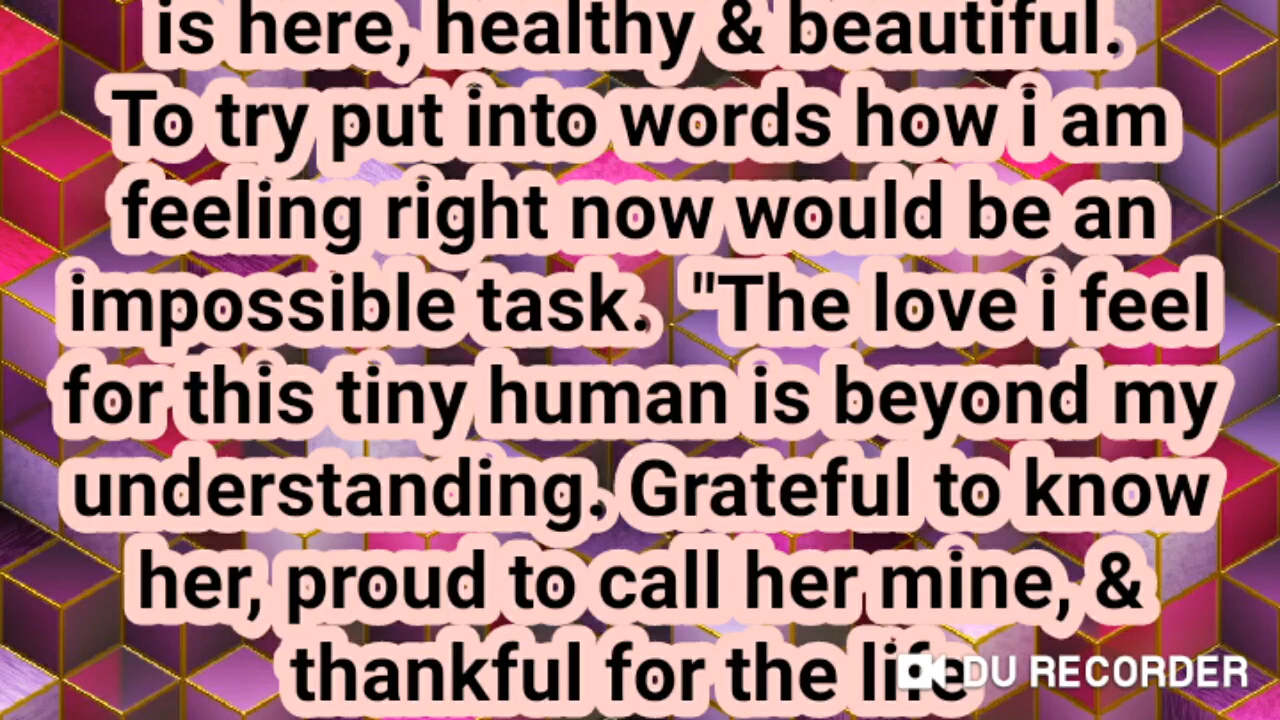 is here, healthy & beautiful.
To try put into words how i am
feeling right now would be an
impossible task.  "The love i feel
for this tiny human is beyond my
understanding. Grateful to know
her, proud to call her mine, &
thankful for the life
DU RECORDER